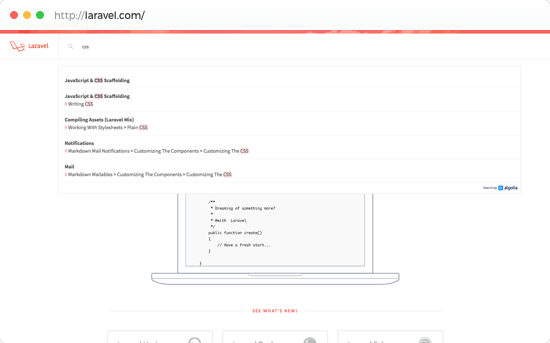 http://laravel.com/
Laravel
css
JavaScript & CSS Scaffolding
JavaScript & CSS Scaffolding
# Writing CSS
Compiling Assets (Laravel Mix)
# Working With Stylesheets > Plain CSS
Notifications
# Markdown Mail Notifications > Customizing The Components > Customizing The CSS
Mail
# Markdown Mailables > Customizing The Components > Customizing The CSS
algolia
/**
* Dreaming of something more?
*
* @with Laravel
*/
public function create()
{
// Have a fresh start...
}
SEE WHAT'S NEW!